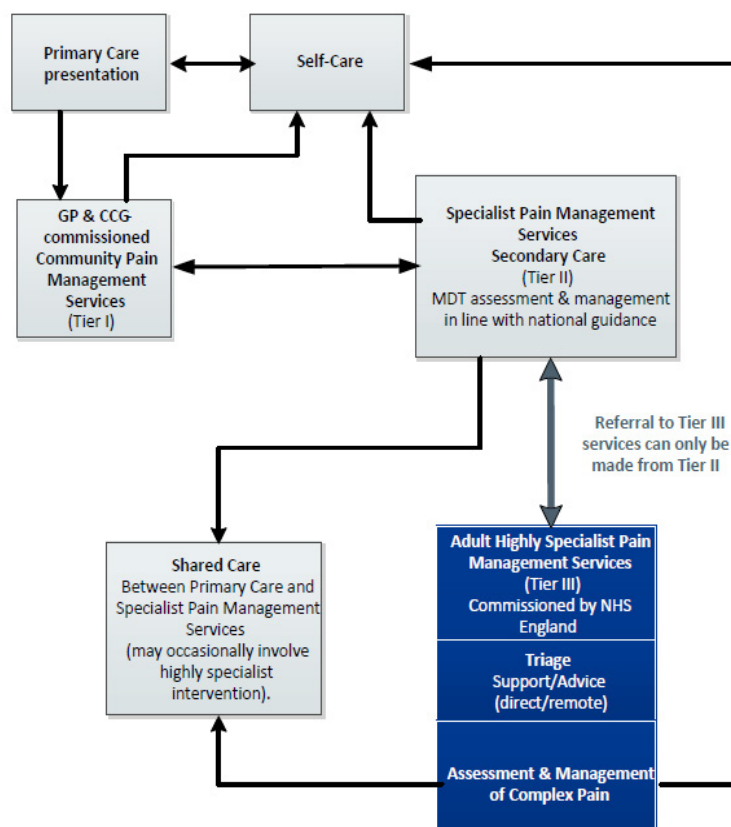 Primary Care
presentation
Self-Care
GP & CCG-
commissioned
Community Pain
Management
Services
(Tier I)
Specialist Pain Management
Services
Secondary Care
(Tier II)
MDT assessment & management
in line with national guidance
Referral to Tier III
services can only be
made from Tier II
Shared Care
Between Primary Care and
Specialist Pain Management
Services
(may occasionally involve
highly specialist
intervention).
Adult Highly Specialist Pain
Management Services
(Tier III)
Commissioned by NHS
England
Triage
Support/Advice
(direct/remote)
Assessment & Management
of Complex Pain